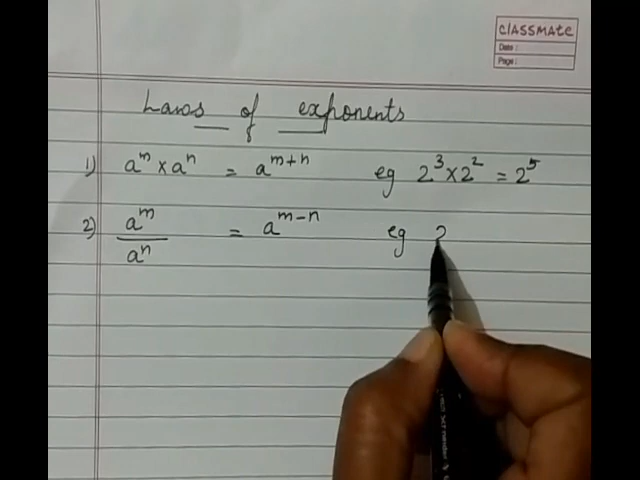 CLASSMATE
Date :
Page :
Laws of exponents
1) a^m × a^n = a^{m+n} eg 2^3 × 2^2 = 2^5
2) a^m / a^n = a^{m-n} eg 2